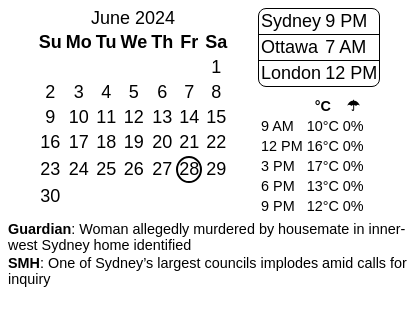 June 2024
Su Mo Tu We Th Fr Sa
1
2 3 4 5 6 7 8
9 10 11 12 13 14 15
16 17 18 19 20 21 22
23 24 25 26 27 28 29
30
Sydney 9 PM
Ottawa 7 AM
London 12 PM
°C ☂
9 AM 10°C 0%
12 PM 16°C 0%
3 PM 17°C 0%
6 PM 13°C 0%
9 PM 12°C 0%
Guardian: Woman allegedly murdered by housemate in inner-
west Sydney home identified
SMH: One of Sydney's largest councils implodes amid calls for
inquiry